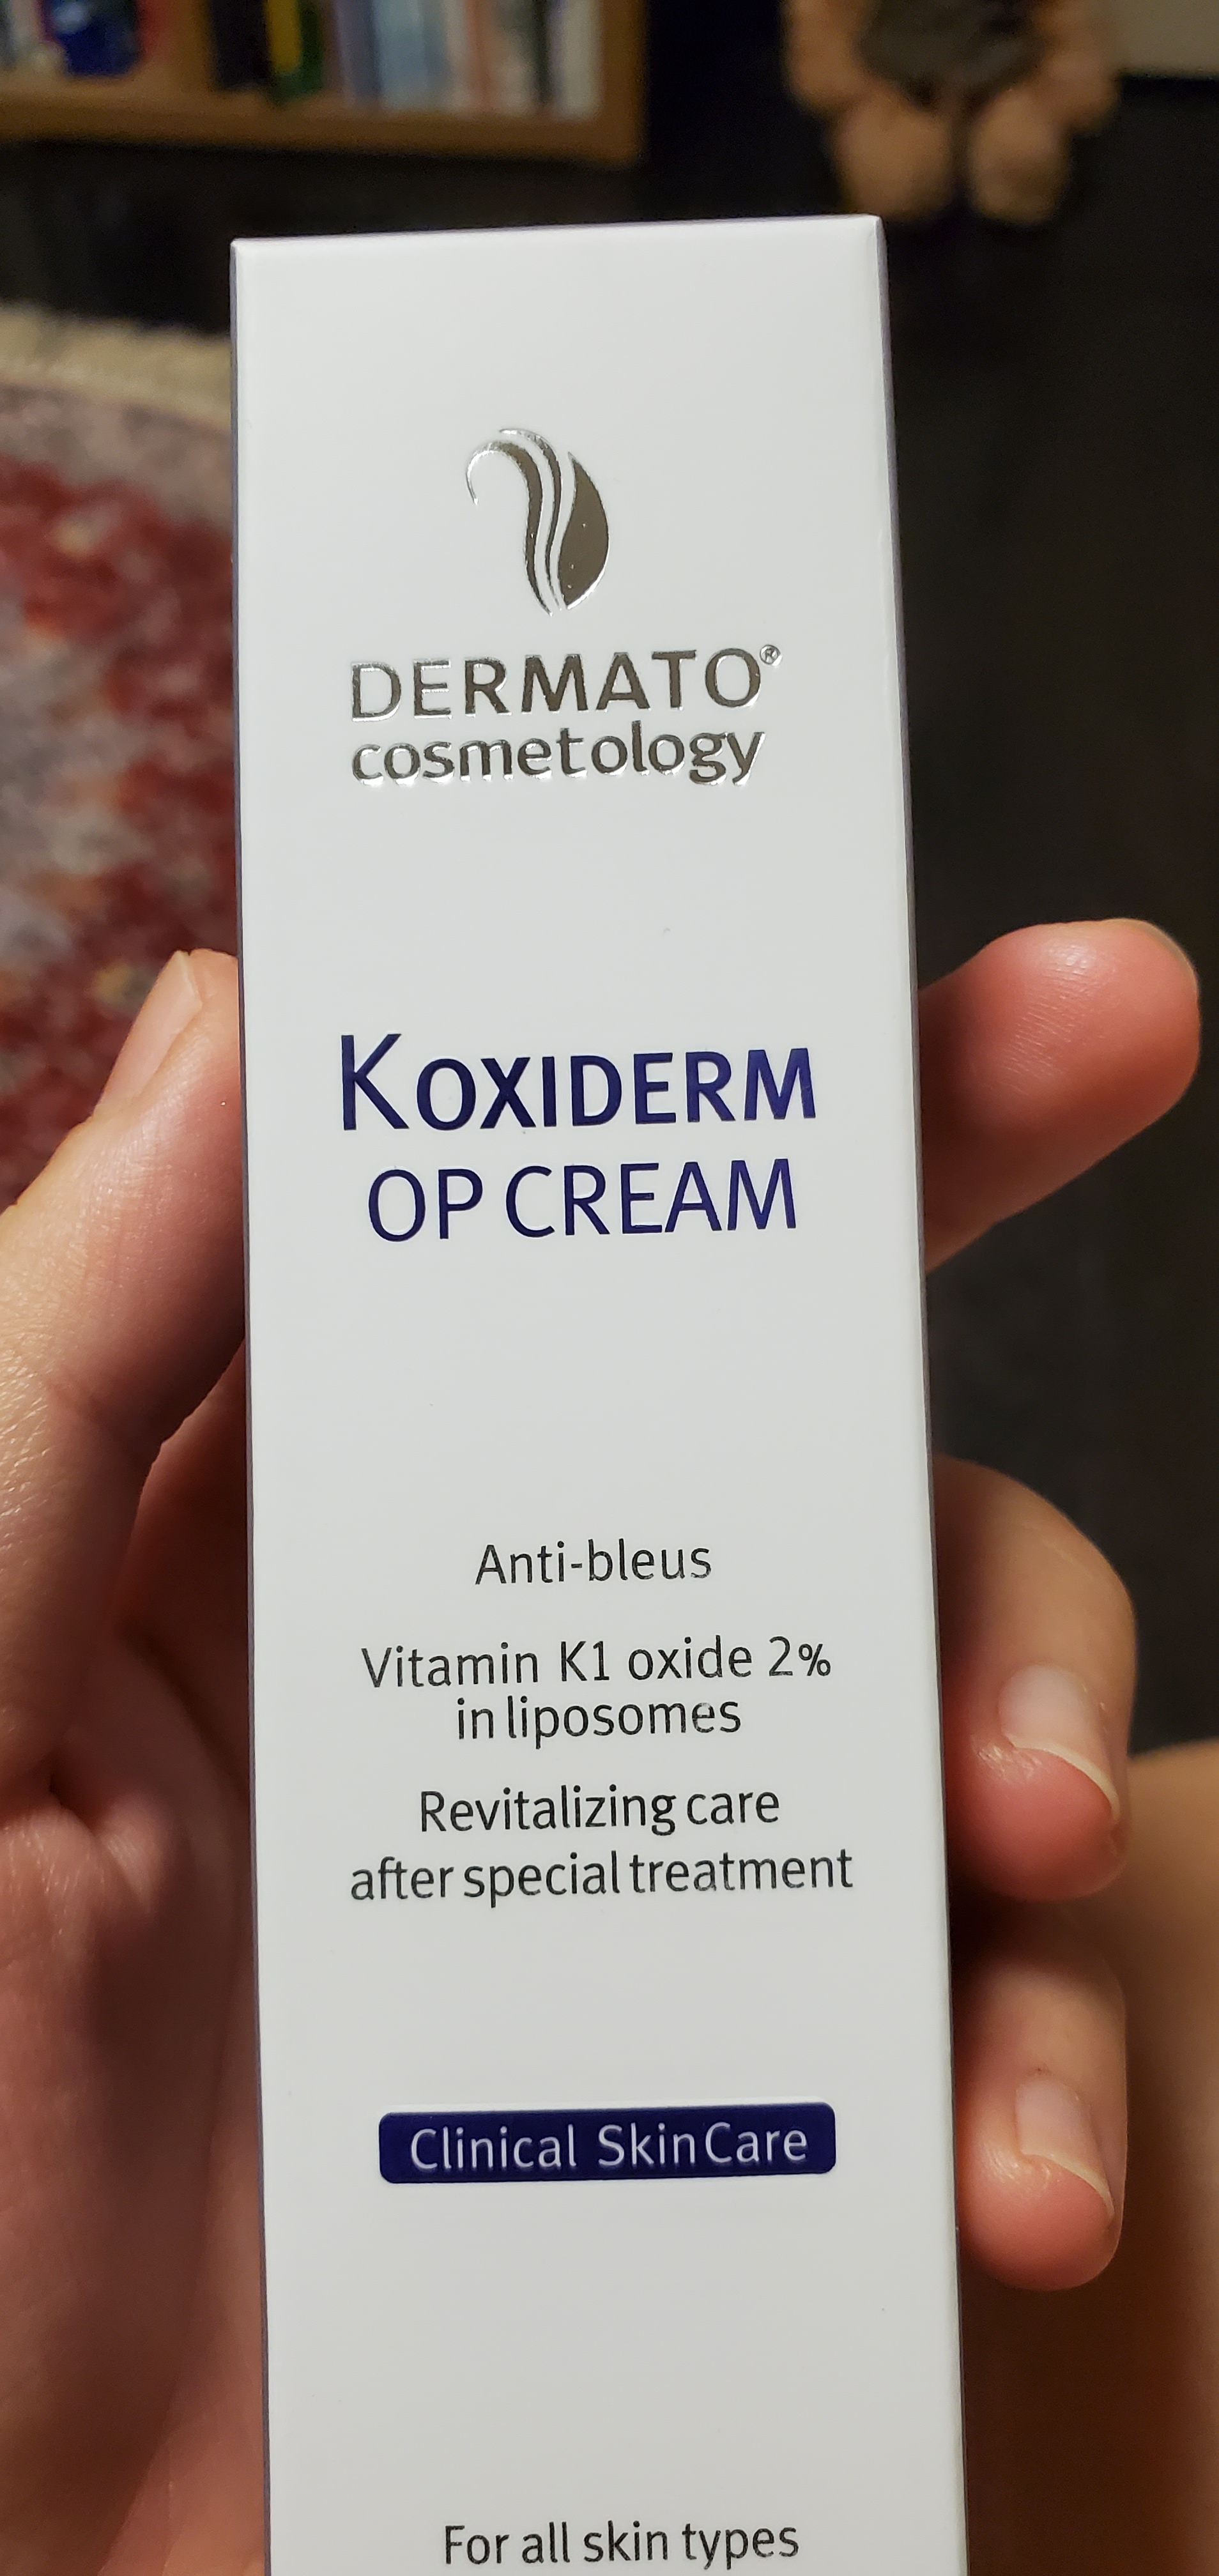 DERMATO®
cosmetology
KOXIDERM
OP CREAM
Anti-bleus
Vitamin K1 oxide 2%
in liposomes
Revitalizing care
after special treatment
Clinical SkinCare
For all skin types